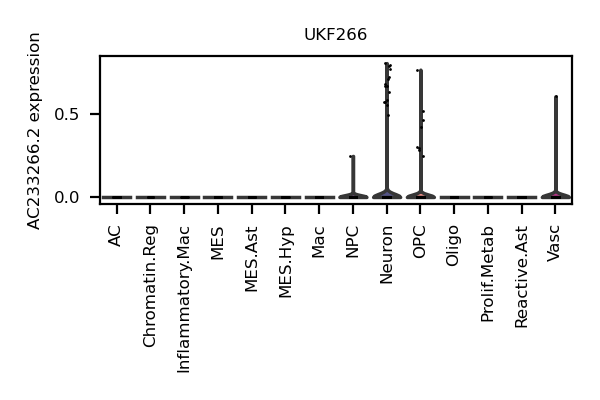 UKF266
AC233266.2 expression
0.5
0.0
AC
Chromatin.Reg
Inflammatory.Mac
MES
MES.Ast
MES.Hyp
Mac
NPC
Neuron
OPC
Oligo
Prolif.Metab
Reactive.Ast
Vasc